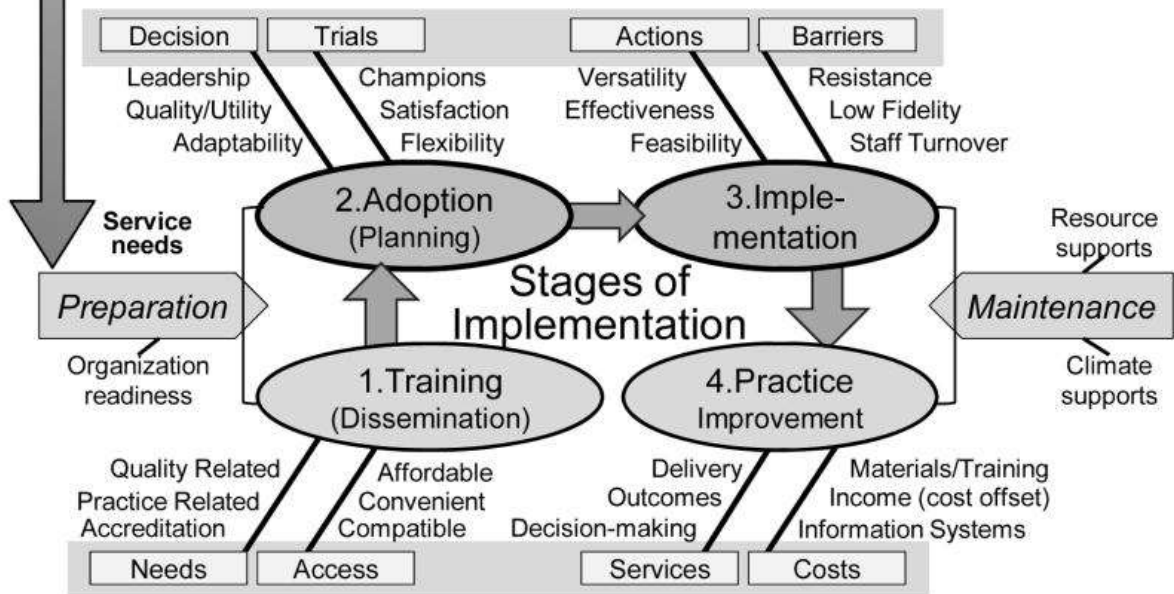 Decision
Trials
Actions
Barriers
Leadership
Quality/Utility
Adaptability
Champions
Satisfaction
Flexibility
Versatility
Effectiveness
Feasibility
Resistance
Low Fidelity
Staff Turnover
2.Adoption
(Planning)
3.Imple-
mentation
Service
needs
Preparation
Organization
readiness
Stages of
Implementation
Resource
supports
Maintenance
Climate
supports
1.Training
(Dissemination)
4.Practice
Improvement
Quality Related
Practice Related
Accreditation
Affordable
Convenient
Compatible
Delivery
Outcomes
Decision-making
Materials/Training
Income (cost offset)
Information Systems
Needs
Access
Services
Costs